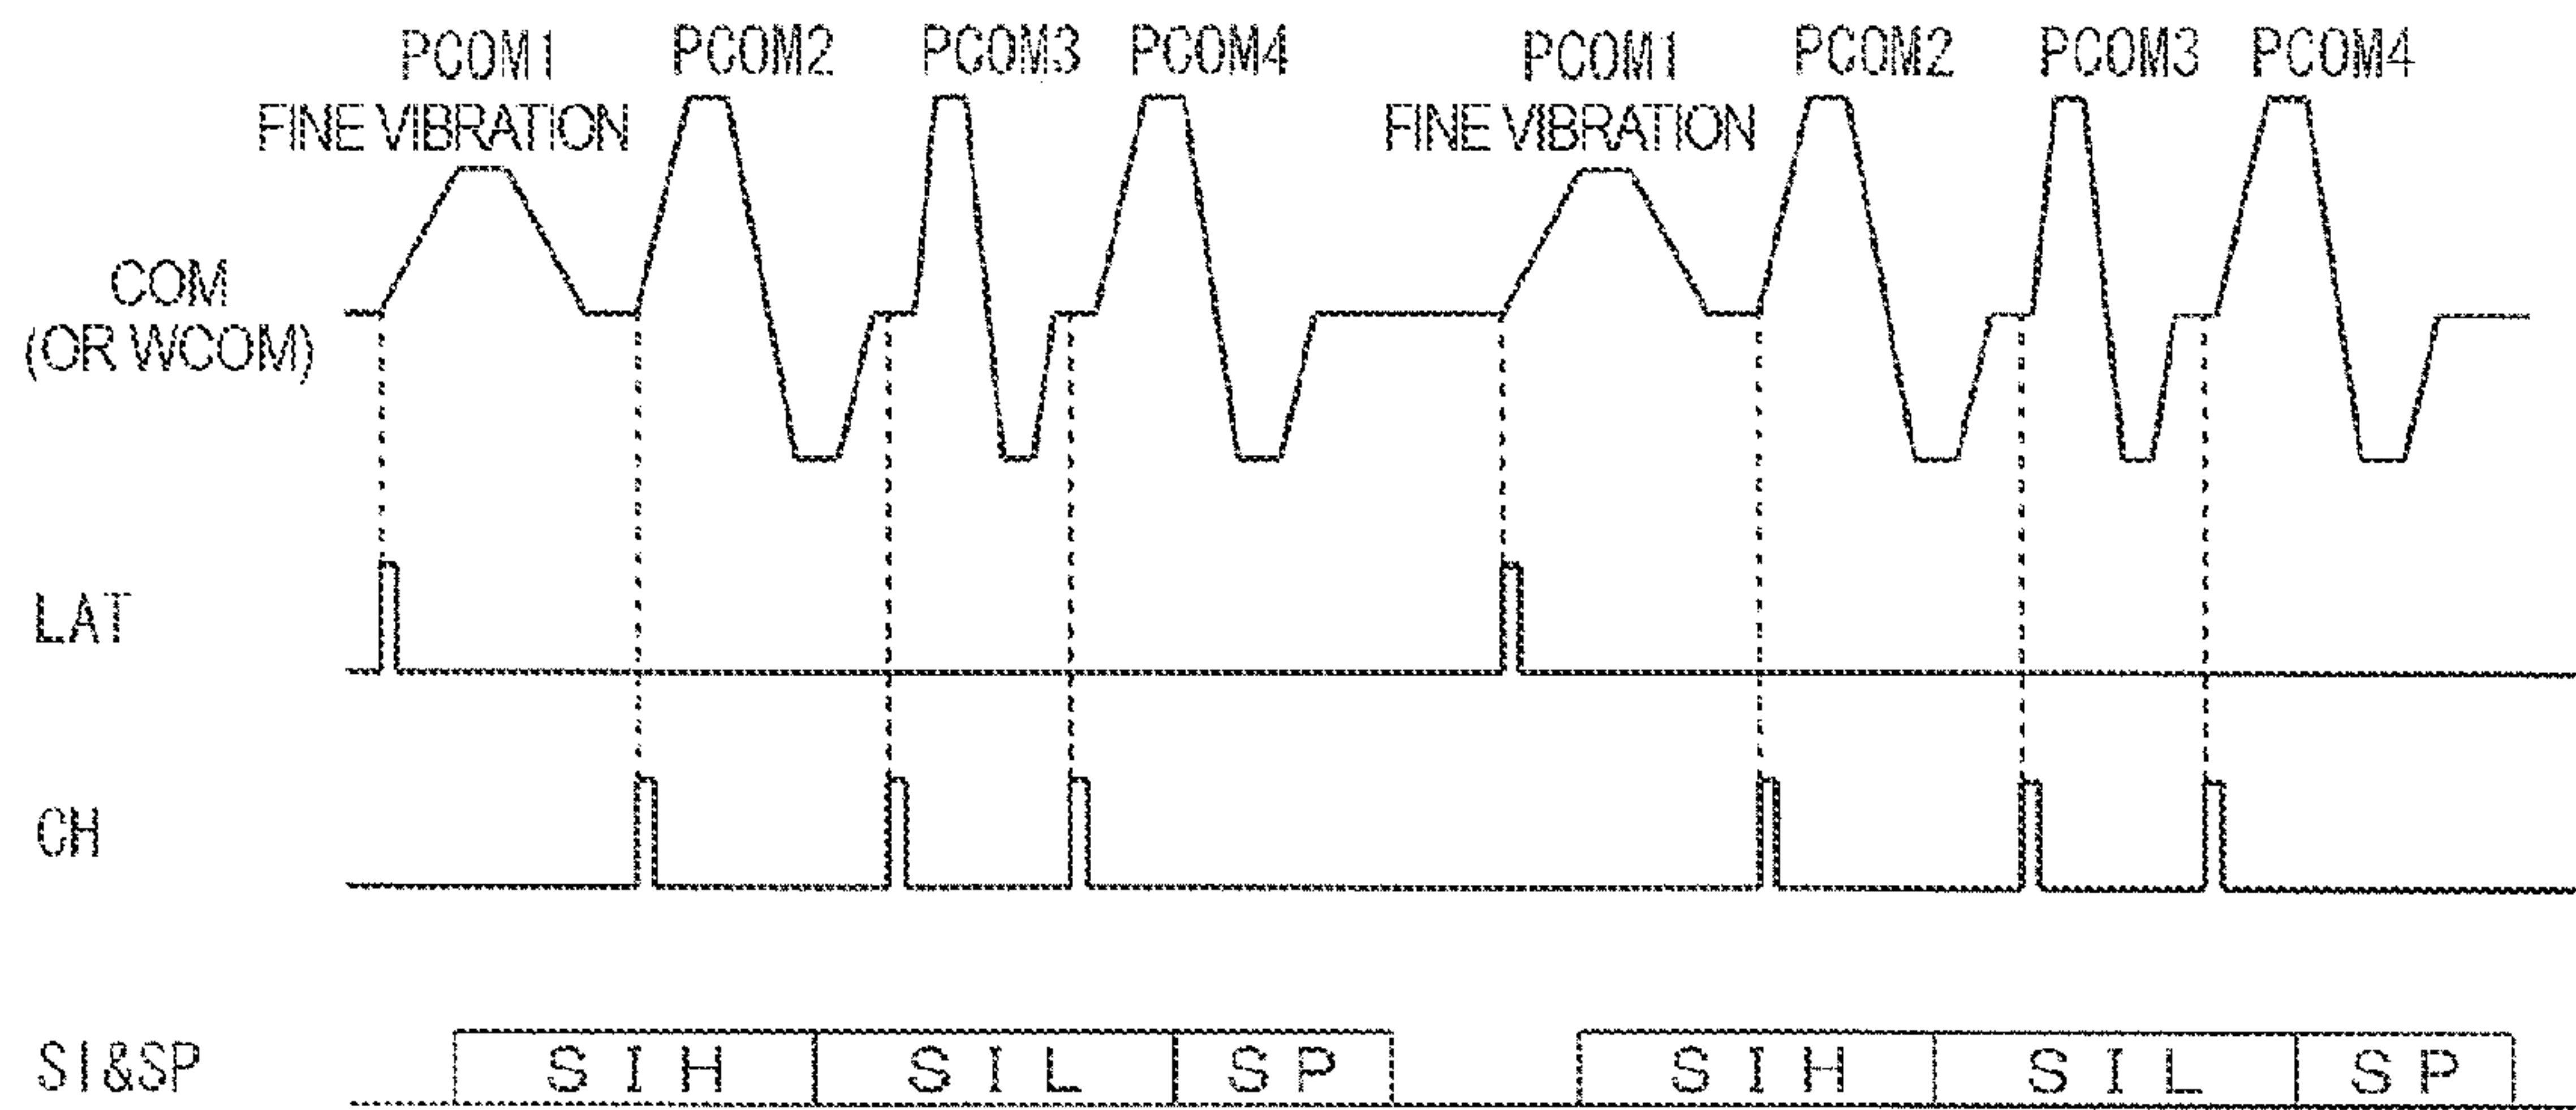 PCOM1 PCOM2 PCOM3 PCOM4 PCOM1 PCOM2 PCOM3 PCOM4
FINE VIBRATION FINE VIBRATION
COM
(OR WCOM)
LAT
CH
SI&SP SIH SIL SP SIH SIL SP